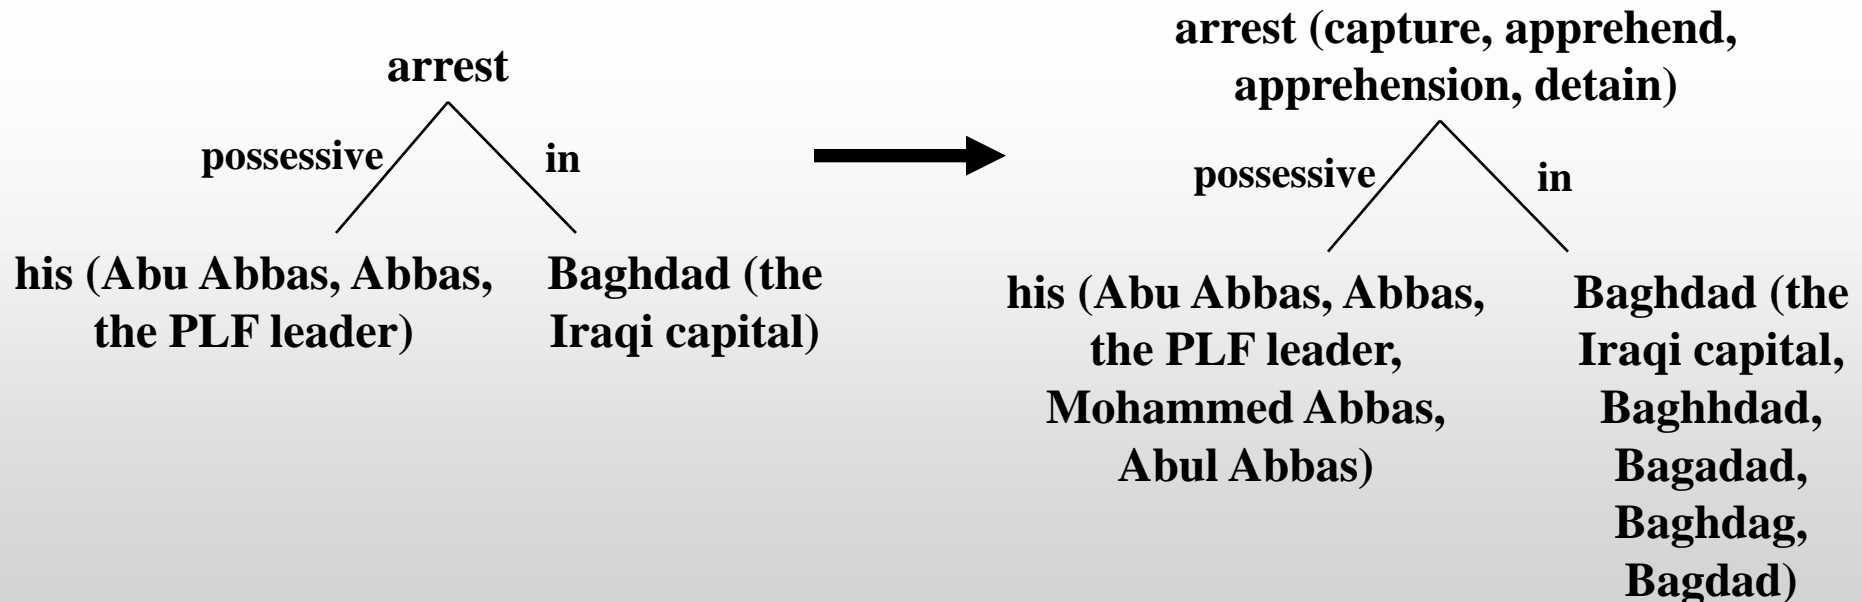 arrest
possessive
in
his (Abu Abbas, Abbas,
the PLF leader)
Baghdad (the
Iraqi capital)
arrest (capture, apprehend,
apprehension, detain)
possessive
in
his (Abu Abbas, Abbas,
the PLF leader,
Mohammed Abbas,
Abul Abbas)
Baghdad (the
Iraqi capital,
Baghhdad,
Bagadad,
Baghdag,
Bagdad)